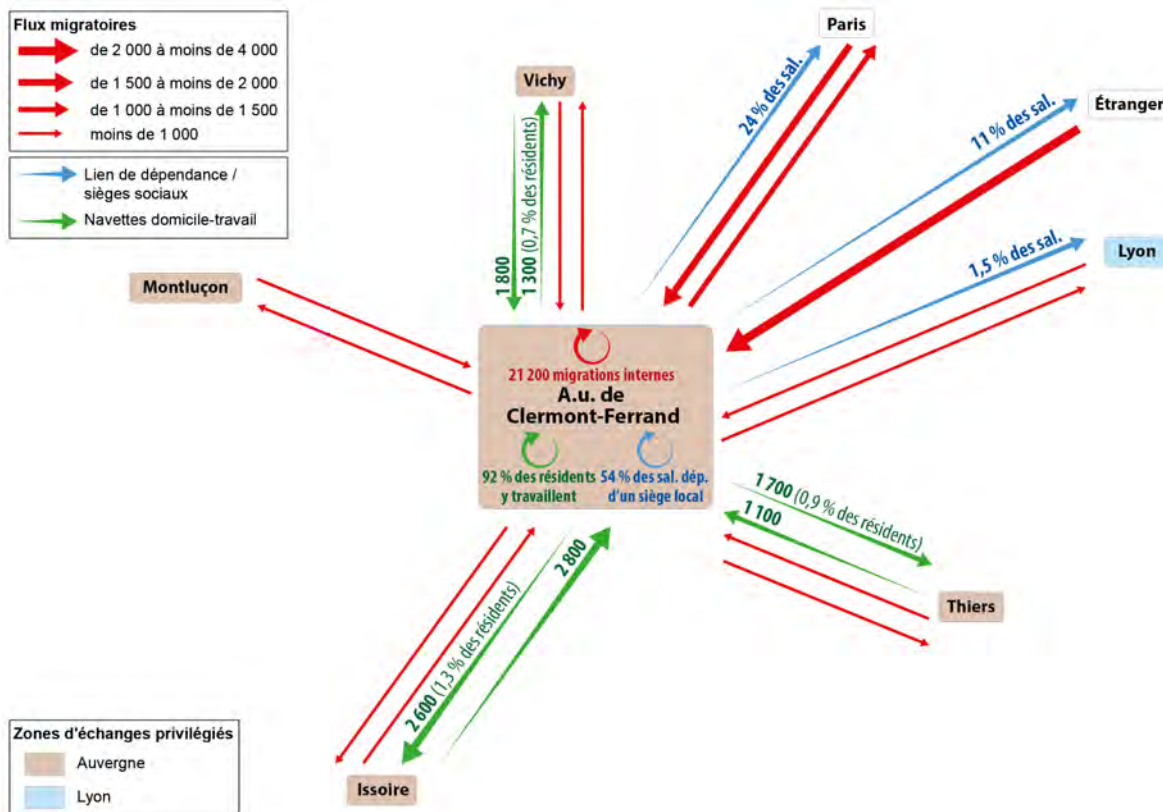 Flux migratoires
de 2 000 à moins de 4 000
de 1 500 à moins de 2 000
de 1 000 à moins de 1 500
moins de 1 000
Lien de dépendance /
sièges sociaux
Navettes domicile-travail
Paris
Vichy
Étranger
24 % des sal.
11 % des sal.
1 800
1 300 (0,7 % des résidents)
Lyon
1,5 % des sal.
Montluçon
21 200 migrations internes
A.u. de
Clermont-Ferrand
92 % des résidents
y travaillent
54 % des sal. dép.
d'un siège local
1 700 (0,9 % des résidents)
1 100
Thiers
2 800
2 600 (1,3 % des résidents)
Issoire
Zones d'échanges privilégiés
Auvergne
Lyon